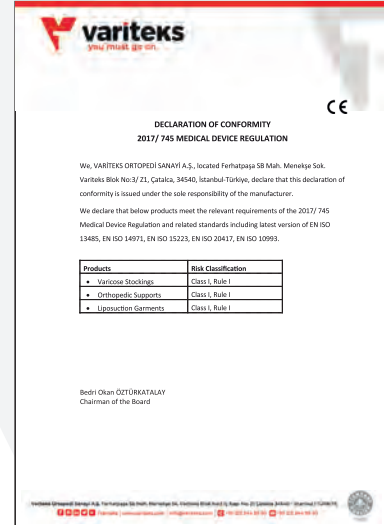 variteks
you must go on.
CE
DECLARATION OF CONFORMITY
2017/ 745 MEDICAL DEVICE REGULATION
We, VARİTEKS ORTOPEDİ SANAYİ A.Ş., located Ferhatpaşa SB Mah. Menekşe Sok.
Variteks Blok No:3/ Z1, Çatalca, 34540, İstanbul-Türkiye, declare that this declaration of
conformity is issued under the sole responsibility of the manufacturer.
We declare that below products meet the relevant requirements of the 2017/ 745
Medical Device Regulation and related standards including latest version of EN ISO
13485, EN ISO 14971, EN ISO 15223, EN ISO 20417, EN ISO 10993.
Products Risk Classification
• Varicose Stockings Class I, Rule I
• Orthopedic Supports Class I, Rule I
• Liposuction Garments Class I, Rule I
Bedri Okan ÖZTÜRKATALAY
Chairman of the Board